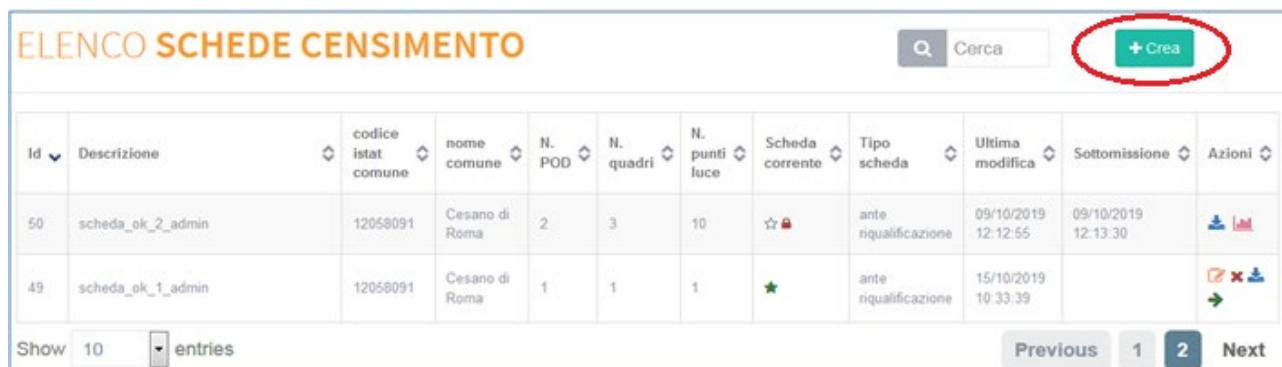 ELENCO SCHEDE CENSIMENTO
Cerca
+ Crea
Id
Descrizione
codice
istat
comune
nome
comune
N.
POD
N.
quadri
N.
punti
luce
Scheda
corrente
Tipo
scheda
Ultima
modifica
Sottomissione
Azioni
50
scheda_ok_2_admin
12058091
Cesano di
Roma
2
3
10
ante
riqualificazione
09/10/2019
12:12:55
09/10/2019
12:13:30
49
scheda_ok_1_admin
12058091
Cesano di
Roma
1
1
1
ante
riqualificazione
15/10/2019
10:33:39
Show 10 entries
Previous 1 2 Next